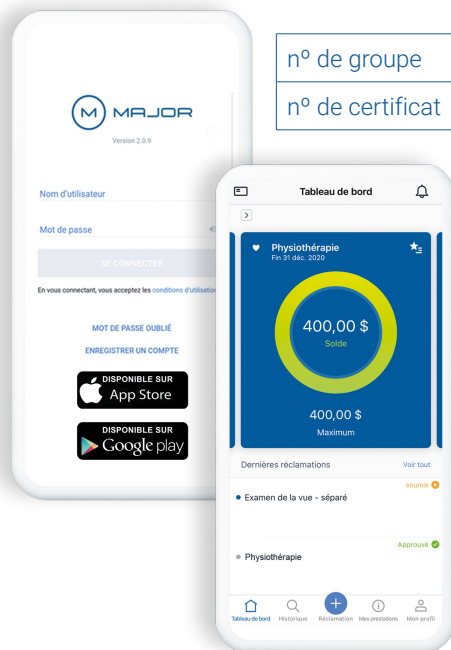 nº de groupe
nº de certificat
M MAJOR
Version 2.0.9
Nom d'utilisateur
Mot de passe
SE CONNECTER
En vous connectant, vous acceptez les conditions d'utilisation
MOT DE PASSE OUBLIÉ
ENREGISTRER UN COMPTE
DISPONIBLE SUR
App Store
DISPONIBLE SUR
Google play
Tableau de bord
Physiothérapie
Fin 31 déc. 2020
400,00 $
Solde
400,00 $
Maximum
Dernières réclamations Voir tout
soumis
Examen de la vue - séparé
Approuvé
Physiothérapie
Tableau de bord Historique Réclamation Mes prestations Mon profil